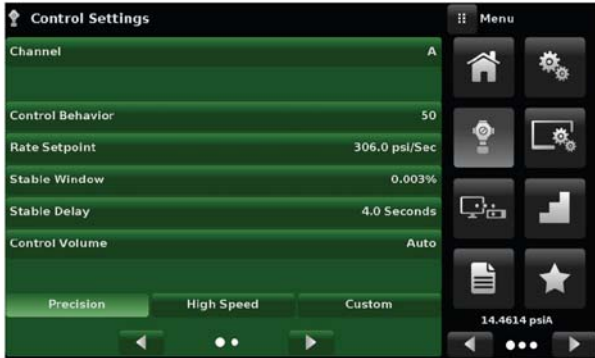 Control Settings
Menu
Channel A
Control Behavior 50
Rate Setpoint 306.0 psi/Sec
Stable Window 0.003%
Stable Delay 4.0 Seconds
Control Volume Auto
Precision High Speed Custom
14.4614 psiA